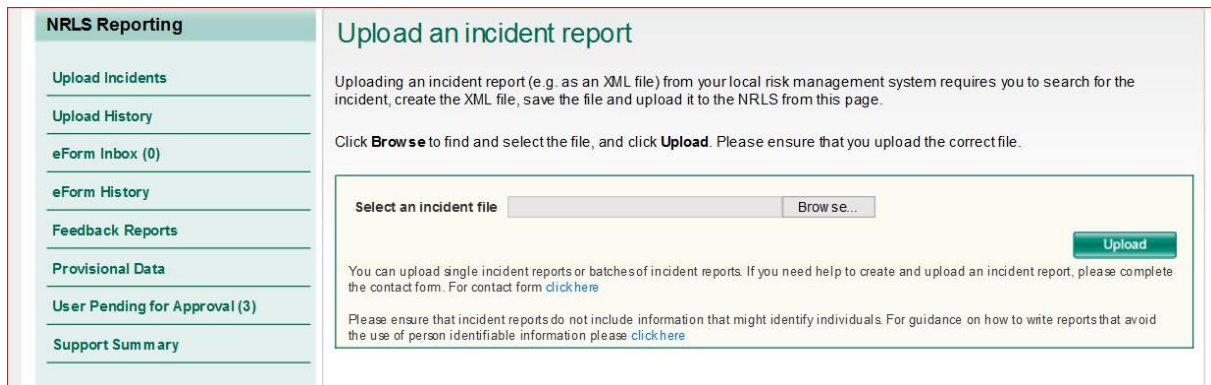 NRLS Reporting
Upload Incidents
Upload History
eForm Inbox (0)
eForm History
Feedback Reports
Provisional Data
User Pending for Approval (3)
Support Summary
Upload an incident report
Uploading an incident report (e.g. as an XML file) from your local risk management system requires you to search for the
incident, create the XML file, save the file and upload it to the NRLS from this page.
Click Browse to find and select the file, and click Upload. Please ensure that you upload the correct file.
Select an incident file Browse...
Upload
You can upload single incident reports or batches of incident reports. If you need help to create and upload an incident report, please complete
the contact form. For contact form click here
Please ensure that incident reports do not include information that might identify individuals. For guidance on how to write reports that avoid
the use of person identifiable information please click here